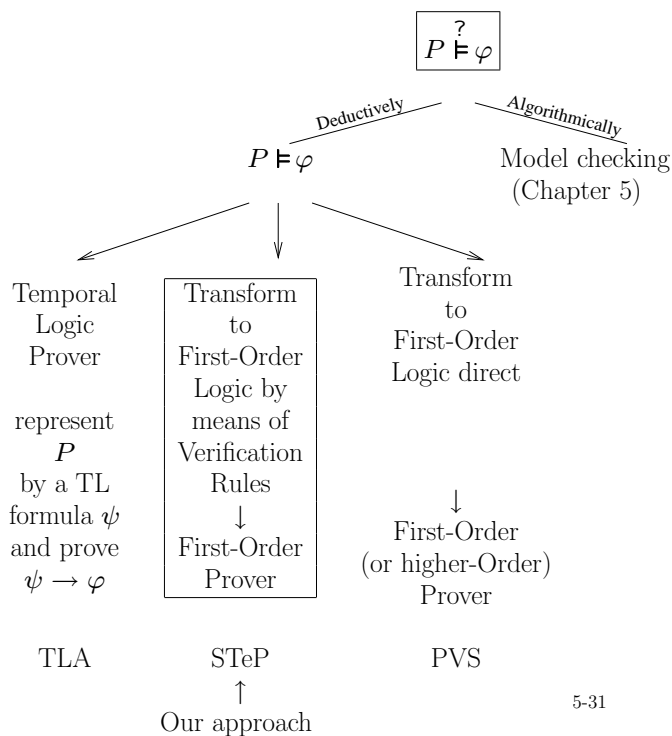 ?
P ⊨ φ
Deductively
Algorithmically
P ⊨ φ
Model checking
(Chapter 5)
Temporal
Logic
Prover
represent
P
by a TL
formula ψ
and prove
ψ → φ
TLA
Transform
to
First-Order
Logic by
means of
Verification
Rules
↓
First-Order
Prover
STeP
↑
Our approach
Transform
to
First-Order
Logic direct
↓
First-Order
(or higher-Order)
Prover
PVS
5-31